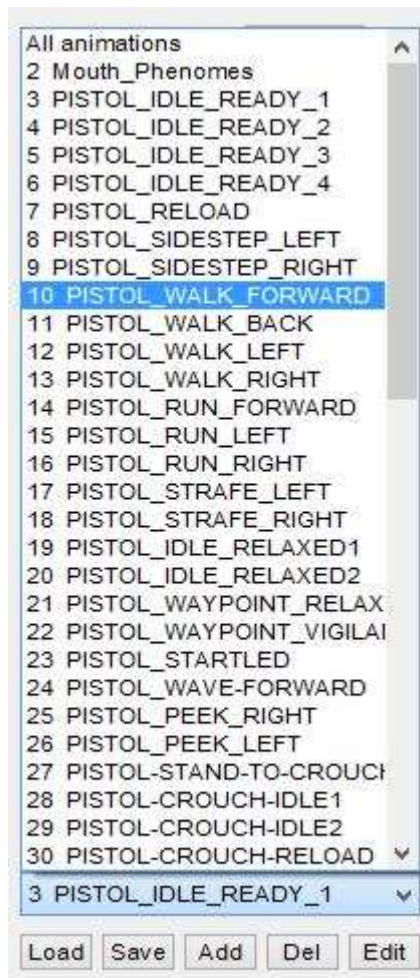 All animations
2 Mouth_Phenomes
3 PISTOL_IDLE_READY_1
4 PISTOL_IDLE_READY_2
5 PISTOL_IDLE_READY_3
6 PISTOL_IDLE_READY_4
7 PISTOL_RELOAD
8 PISTOL_SIDESTEP_LEFT
9 PISTOL_SIDESTEP_RIGHT
10 PISTOL_WALK_FORWARD
11 PISTOL_WALK_BACK
12 PISTOL_WALK_LEFT
13 PISTOL_WALK_RIGHT
14 PISTOL_RUN_FORWARD
15 PISTOL_RUN_LEFT
16 PISTOL_RUN_RIGHT
17 PISTOL_STRAFE_LEFT
18 PISTOL_STRAFE_RIGHT
19 PISTOL_IDLE_RELAXED1
20 PISTOL_IDLE_RELAXED2
21 PISTOL_WAYPOINT_RELAX
22 PISTOL_WAYPOINT_VIGILA
23 PISTOL_STARTLED
24 PISTOL_WAVE-FORWARD
25 PISTOL_PEEK_RIGHT
26 PISTOL_PEEK_LEFT
27 PISTOL-STAND-TO-CROUCH
28 PISTOL-CROUCH-IDLE1
29 PISTOL-CROUCH-IDLE2
30 PISTOL-CROUCH-RELOAD
3 PISTOL_IDLE_READY_1
Load Save Add Del Edit